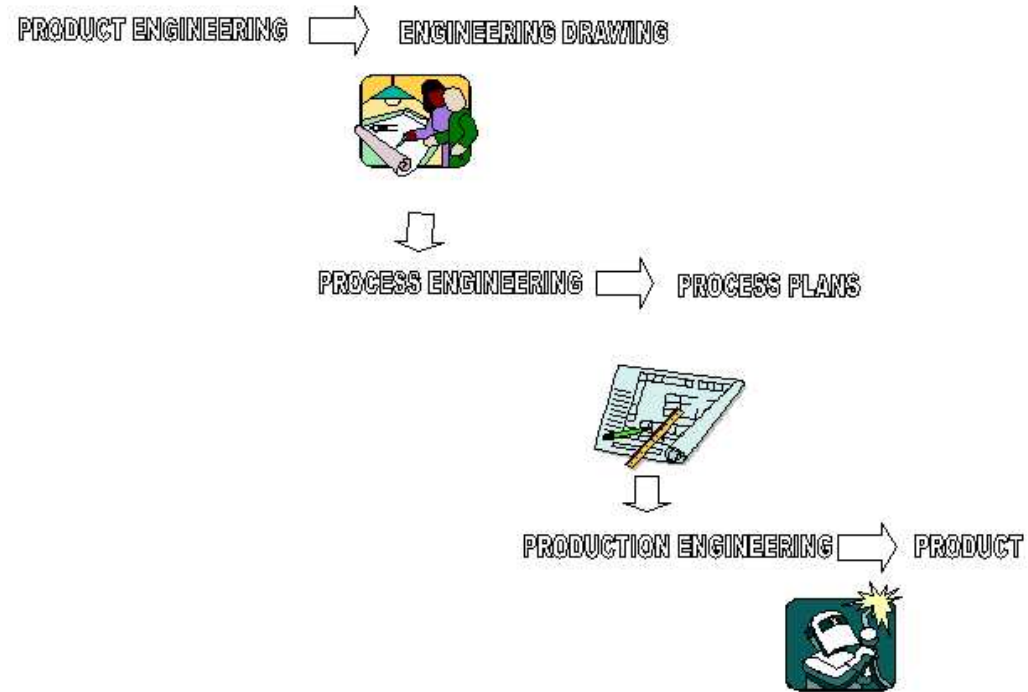 PRODUCT ENGINEERING ENGINEERING DRAWING
PROCESS ENGINEERING PROCESS PLANS
PRODUCTION ENGINEERING PRODUCT